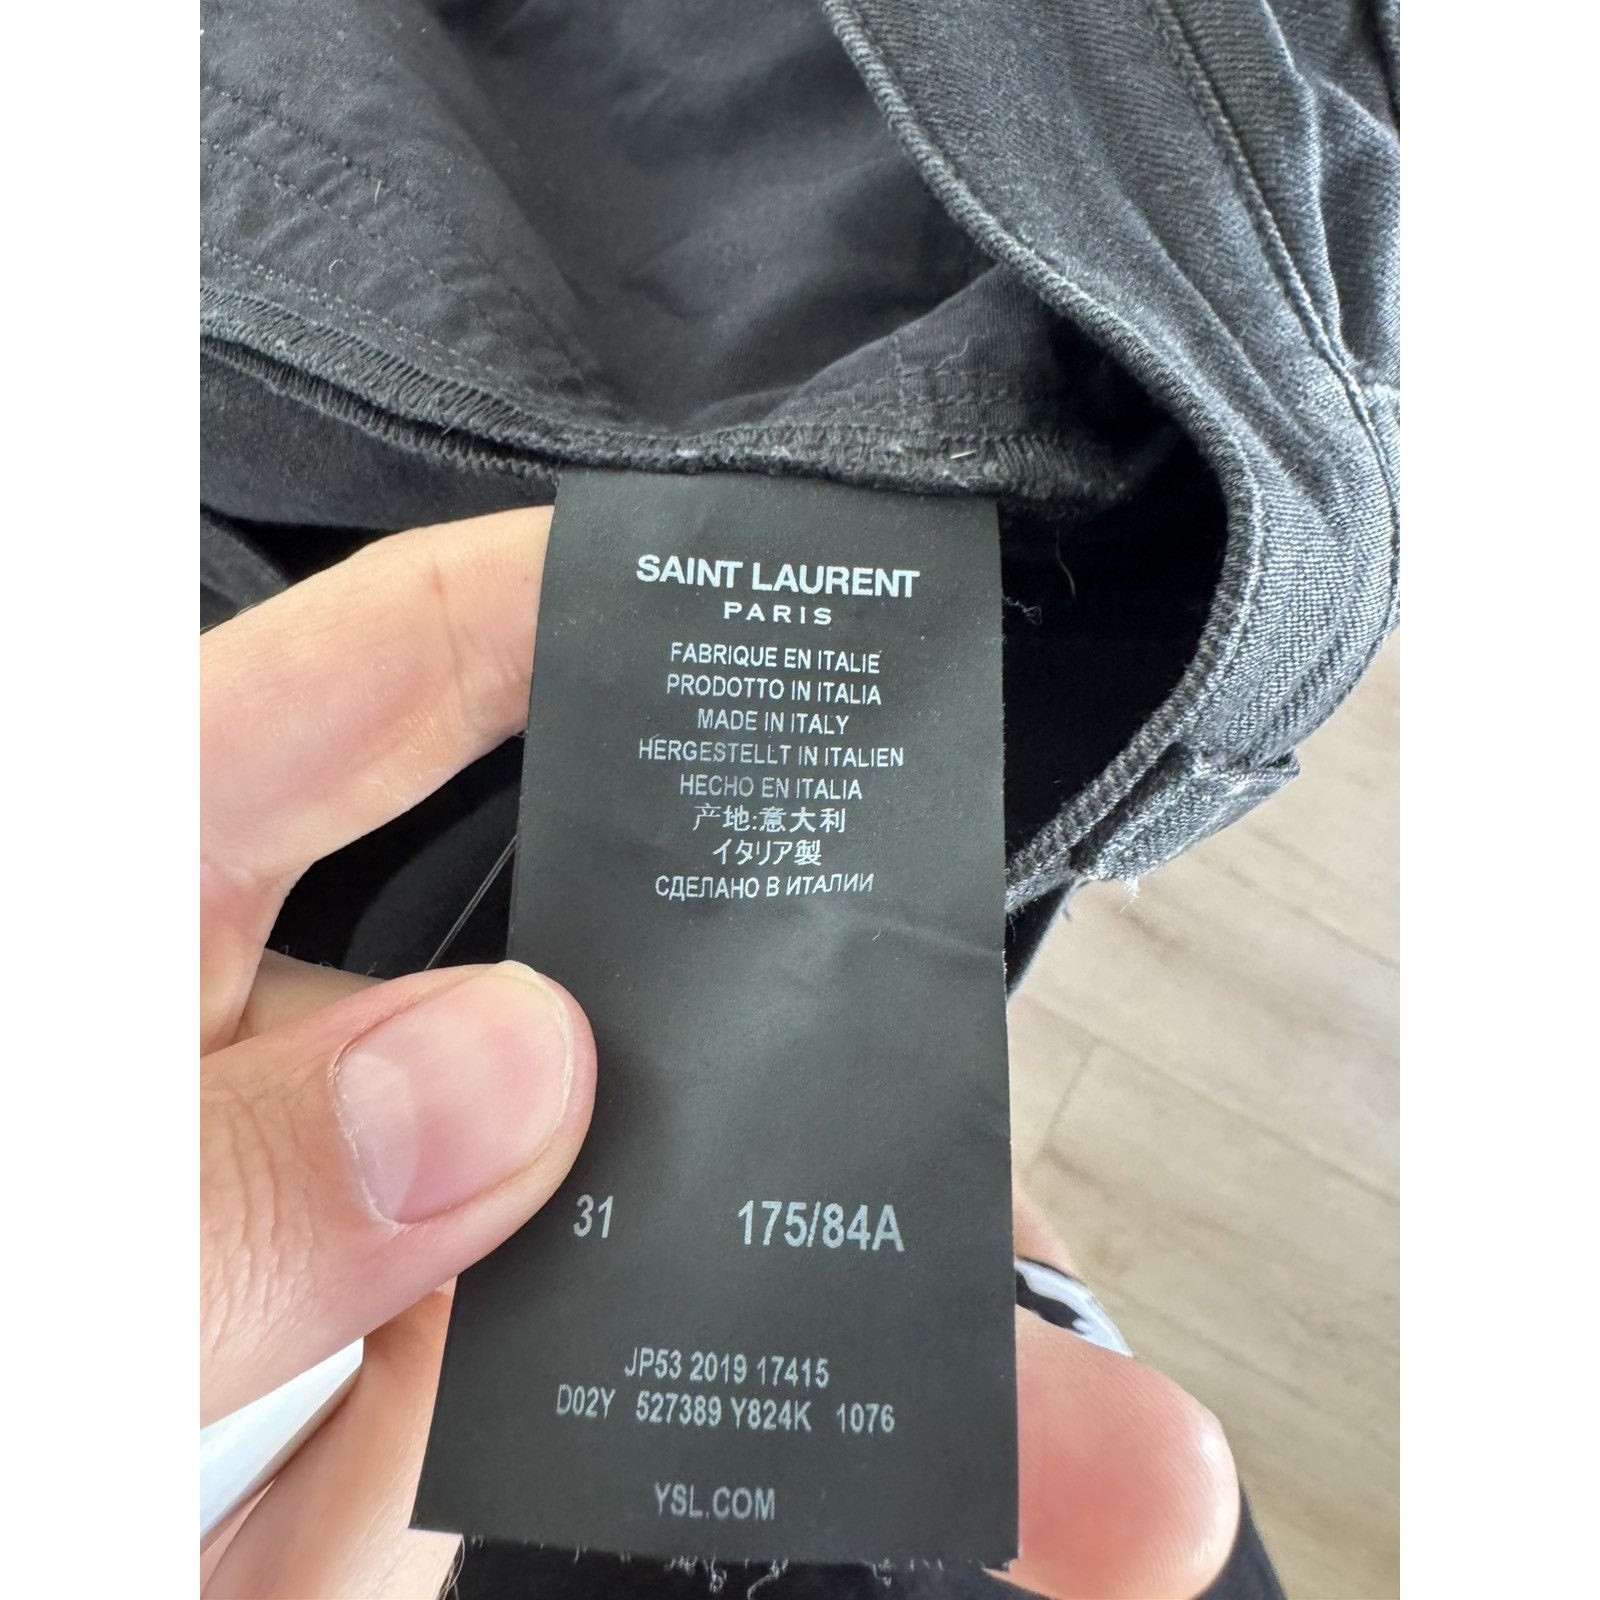 SAINT LAURENT
PARIS
FABRIQUE EN ITALIE
PRODOTTO IN ITALIA
MADE IN ITALY
HERGESTELLT IN ITALIEN
HECHO EN ITALIA
产地:意大利
イタリア製
СДЕЛАНО В ИТАЛИИ
31 175/84A
JP53 2019 17415
D02Y 527389 Y824K 1076
YSL.COM